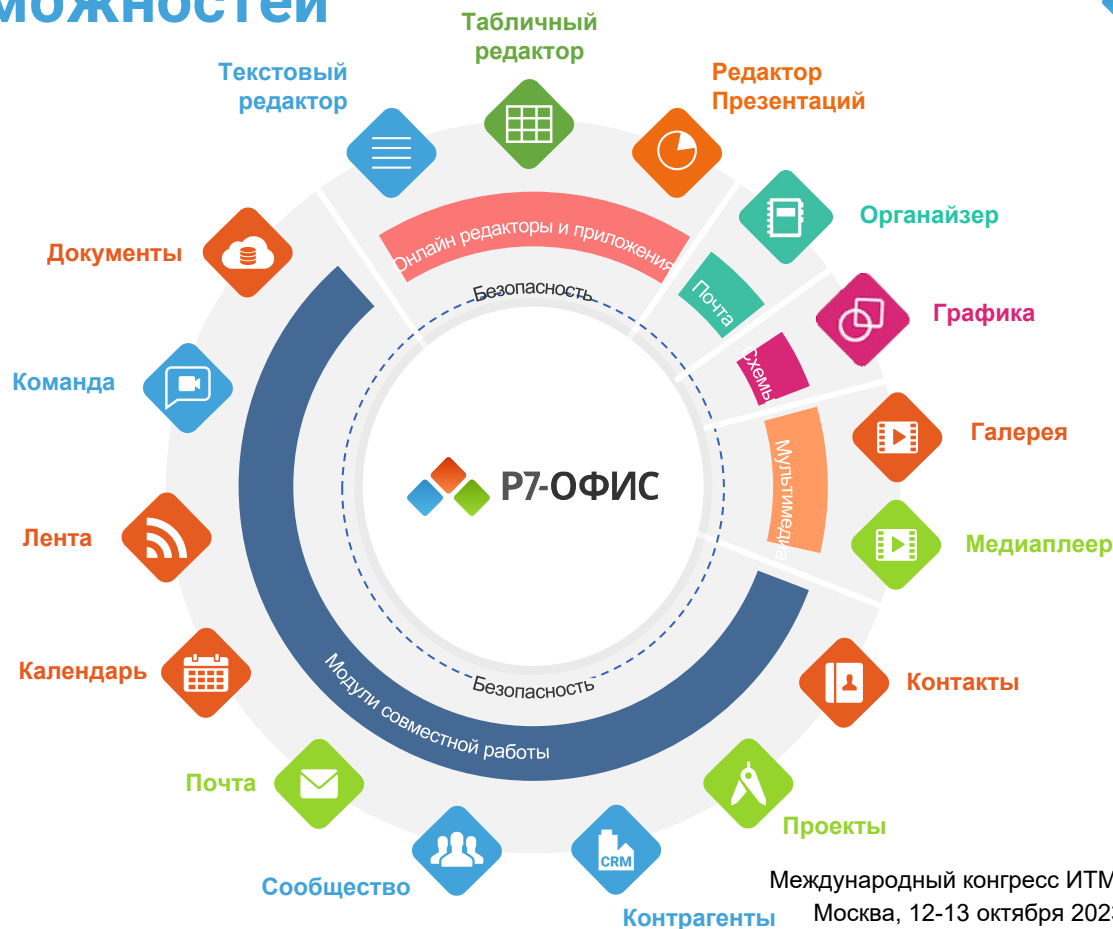 можностей
Табличный
редактор
Текстовый
редактор
Редактор
Презентаций
Органайзер
Документы
Онлайн редакторы и приложения
Безопасность
Почта
Графика
Схемы
Команда
Галерея
Мультимедиа
Р7-ОФИС
Лента
Медиаплеер
Календарь
Модули совместной работы
Безопасность
Контакты
Почта
Проекты
CRM
Сообщество
Контрагенты
Международный конгресс ИТМ
Москва, 12-13 октября 2023